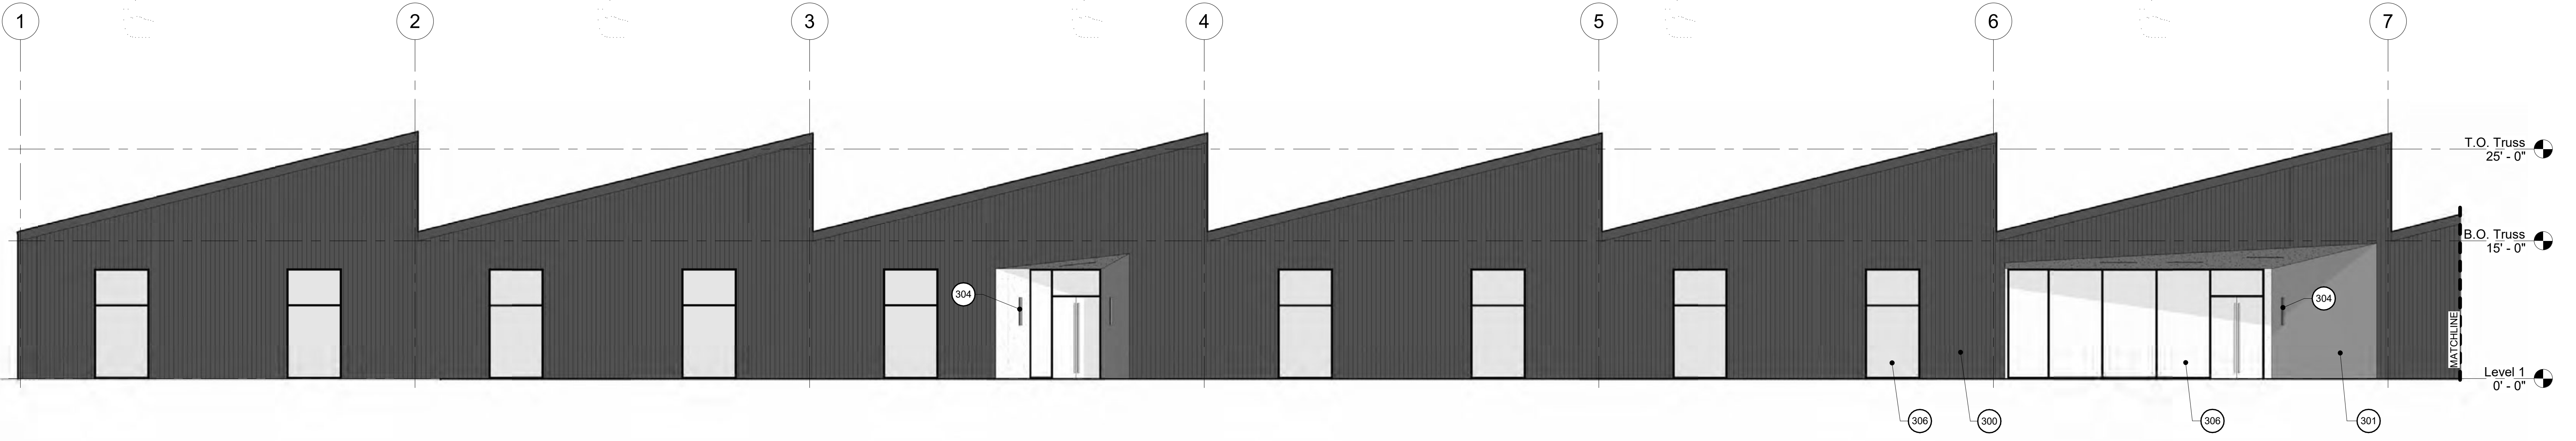 1 2 3 4 5 6 7
T.O. Truss
25' - 0"
B.O. Truss
15' - 0"
304
304
MATCHLINE
Level 1
0' - 0"
306 300 306 301